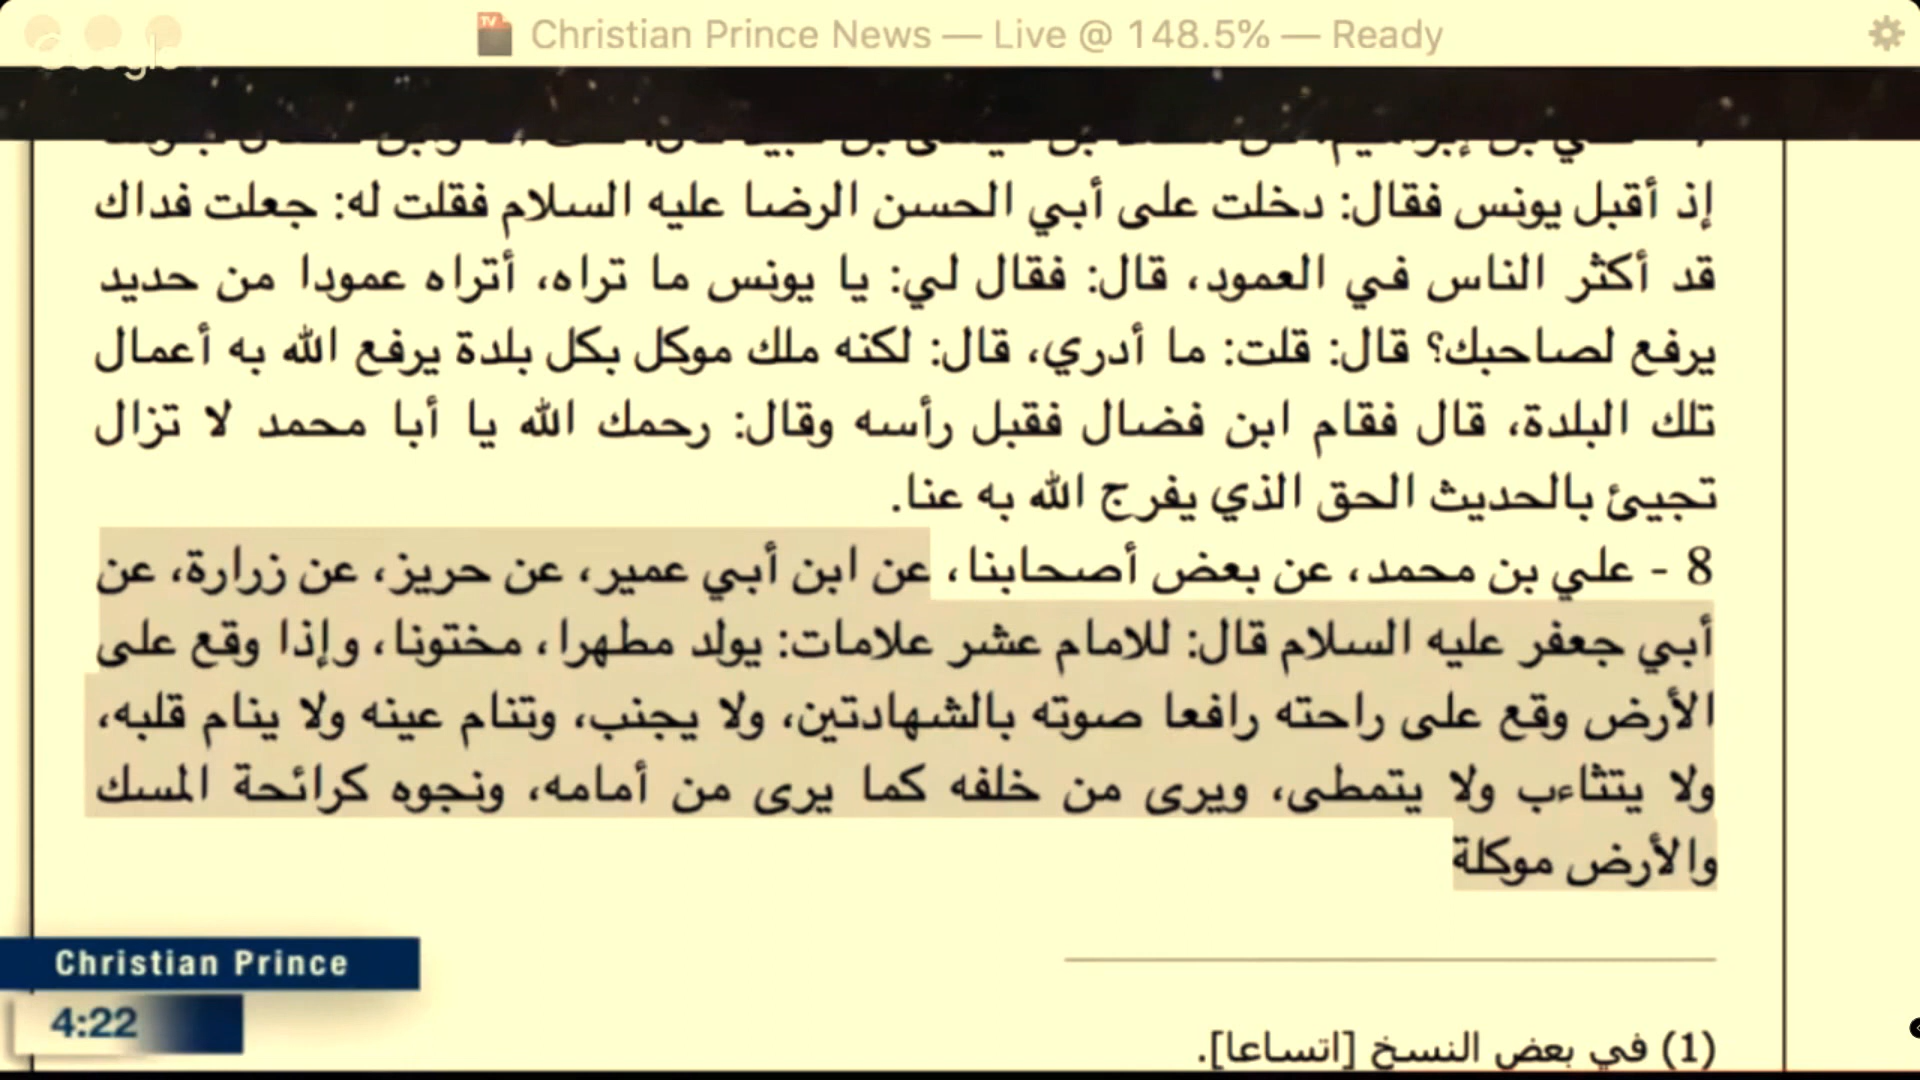 Christian Prince News — Live @ 148.5% — Ready
إذ أقبل يونس فقال: دخلت على أبي الحسن الرضا عليه السلام فقلت له: جعلت فداك
قد أكثر الناس في العمود، قال: فقال لي: يا يونس ما تراه، أتراه عمودا من حديد
يرفع لصاحبك؟ قال: قلت: ما أدري، قال: لكنه ملك موكل بكل بلدة يرفع الله به أعمال
تلك البلدة، قال فقام ابن فضال فقبل رأسه وقال: رحمك الله يا أبا محمد لا تزال
تجيئ بالحديث الحق الذي يفرج الله به عنا.
8 - علي بن محمد، عن بعض أصحابنا، عن ابن أبي عمير، عن حريز، عن زرارة، عن
أبي جعفر عليه السلام قال: للامام عشر علامات: يولد مطهرا، مختونا، وإذا وقع على
الأرض وقع على راحته رافعا صوته بالشهادتين، ولا يجنب، وتنام عينه ولا ينام قلبه،
ولا يتثاءب ولا يتمطى، ويرى من خلفه كما يرى من أمامه، ونجوه كرائحة المسك
والأرض موكلة
Christian Prince
4:22
(1) في بعض النسخ [اتساعا].